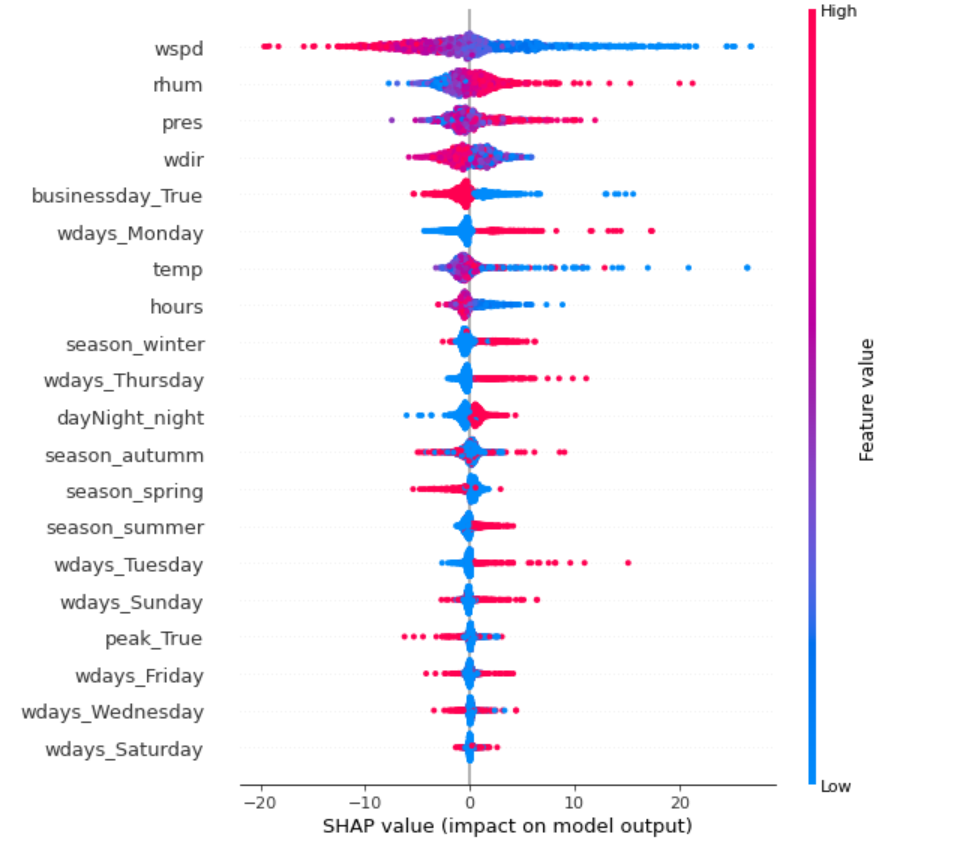 High
wspd
rhum
pres
wdir
businessday_True
wdays_Monday
temp
hours
season_winter
wdays_Thursday
dayNight_night
season_autumm
season_spring
season_summer
wdays_Tuesday
wdays_Sunday
peak_True
wdays_Friday
wdays_Wednesday
wdays_Saturday
Feature value
Low
−20 −10 0 10 20
SHAP value (impact on model output)